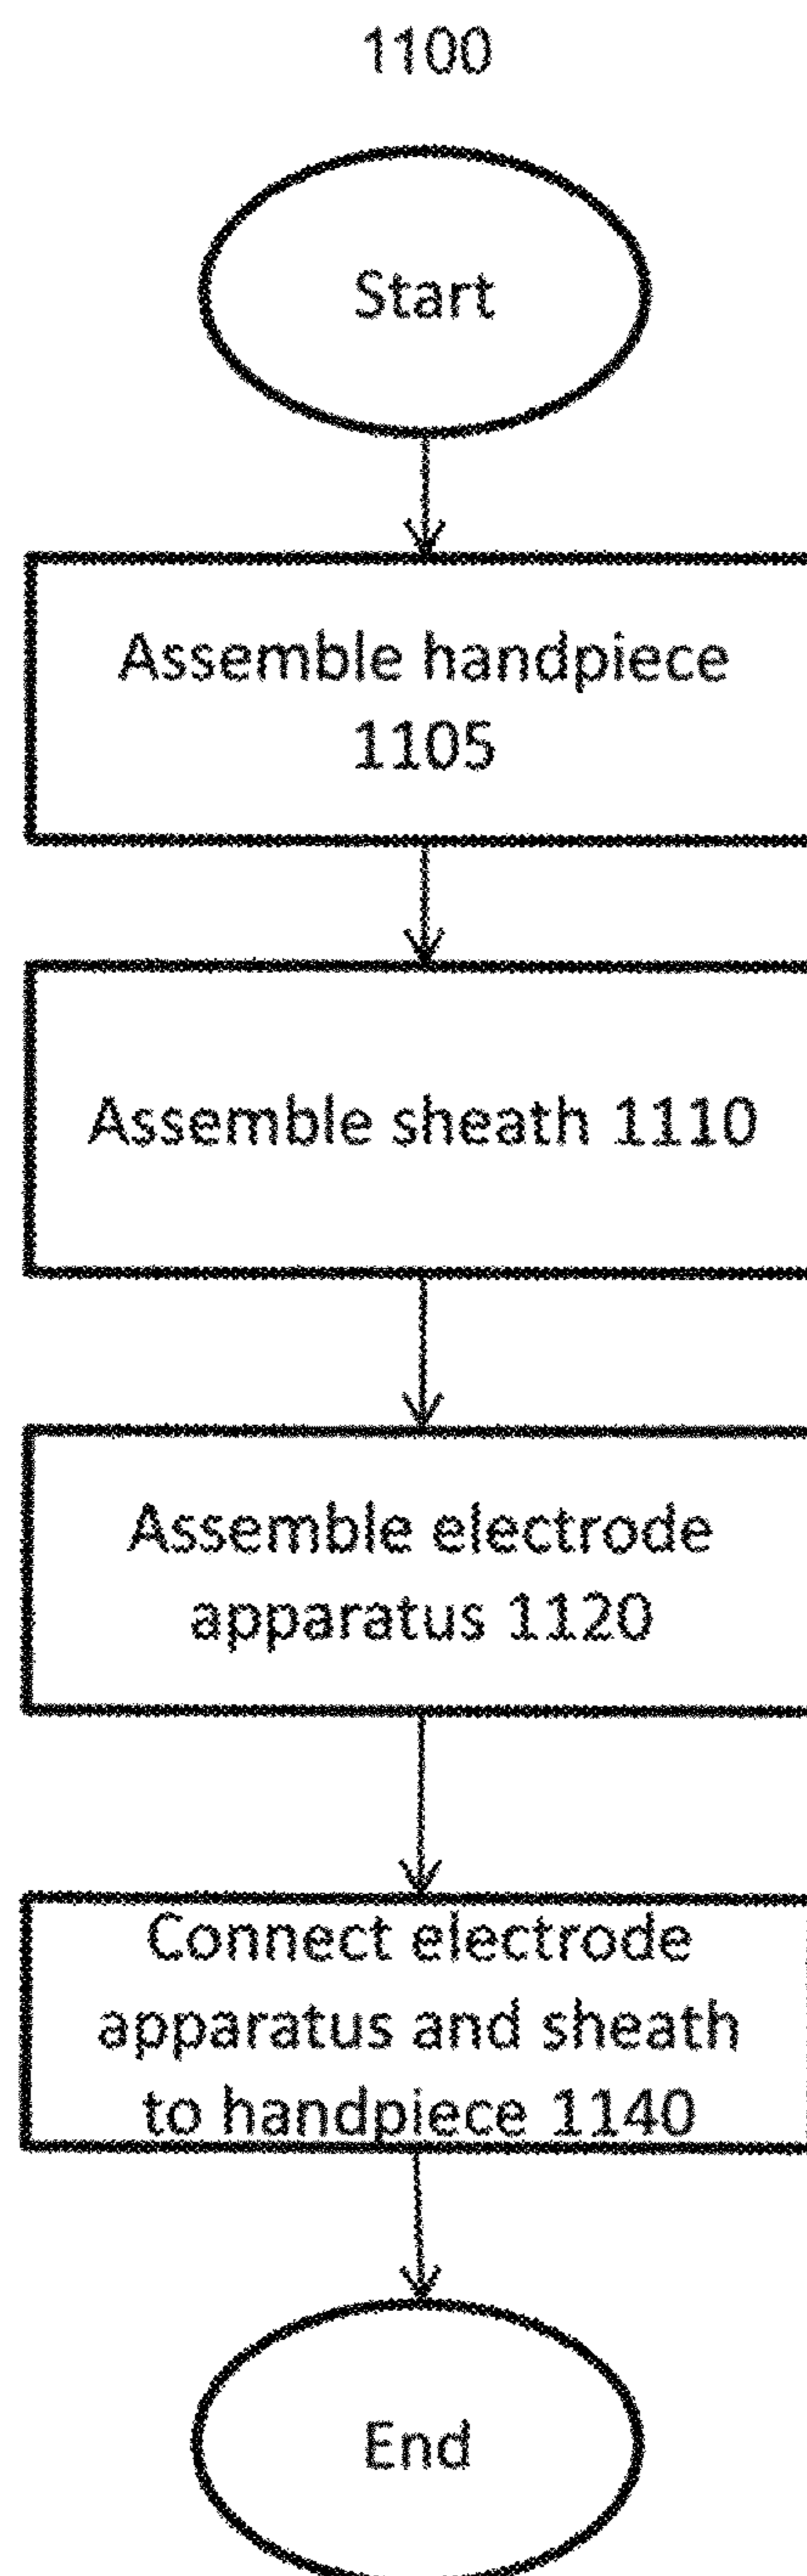 1100
Start
Assemble handpiece
1105
Assemble sheath 1110
Assemble electrode
apparatus 1120
Connect electrode
apparatus and sheath
to handpiece 1140
End